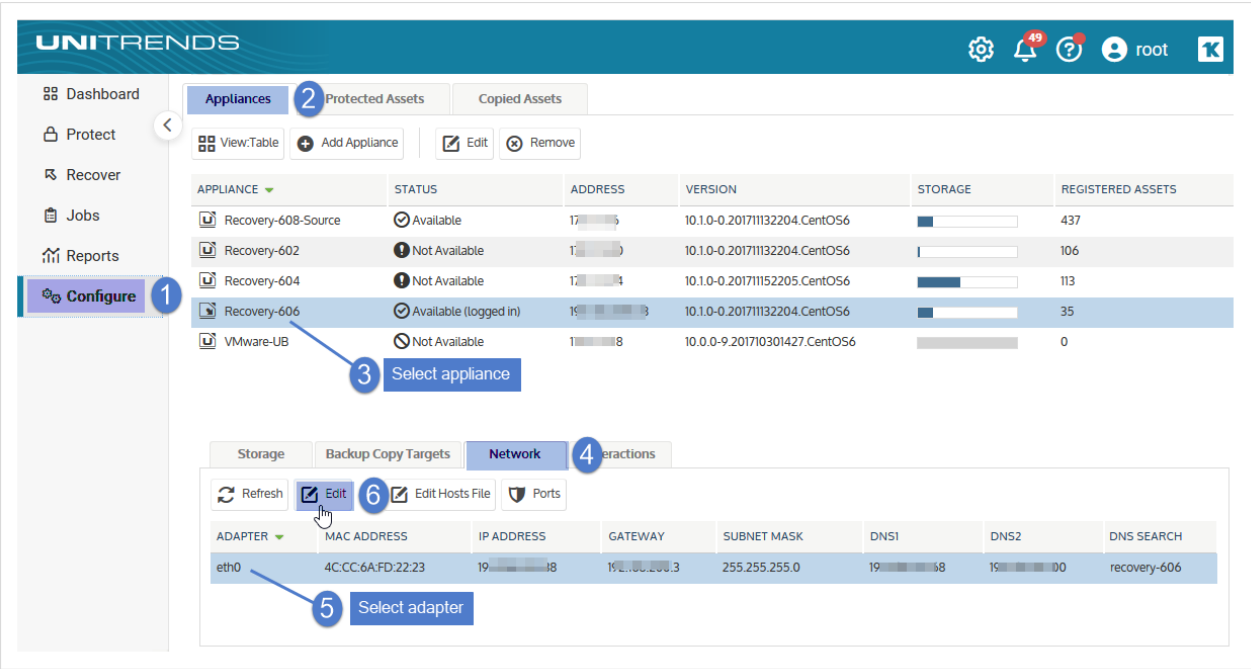 UNITRENDS
49
root
Dashboard
Protect
Recover
Jobs
Reports
Configure 1
Appliances 2 Protected Assets Copied Assets
View:Table Add Appliance Edit Remove
APPLIANCE STATUS ADDRESS VERSION STORAGE REGISTERED ASSETS
Recovery-608-Source Available 10.1.0-0.201711132204.CentOS6 437
Recovery-602 Not Available 10.1.0-0.201711132204.CentOS6 106
Recovery-604 Not Available 10.1.0-0.201711152205.CentOS6 113
Recovery-606 Available (logged in) 10.1.0-0.201711132204.CentOS6 35
VMware-UB Not Available 10.0.0-9.201710301427.CentOS6 0
3 Select appliance
Storage Backup Copy Targets Network 4 eractions
Refresh Edit 6 Edit Hosts File Ports
ADAPTER MAC ADDRESS IP ADDRESS GATEWAY SUBNET MASK DNS1 DNS2 DNS SEARCH
eth0 4C:CC:6A:FD:22:23 255.255.255.0 recovery-606
5 Select adapter